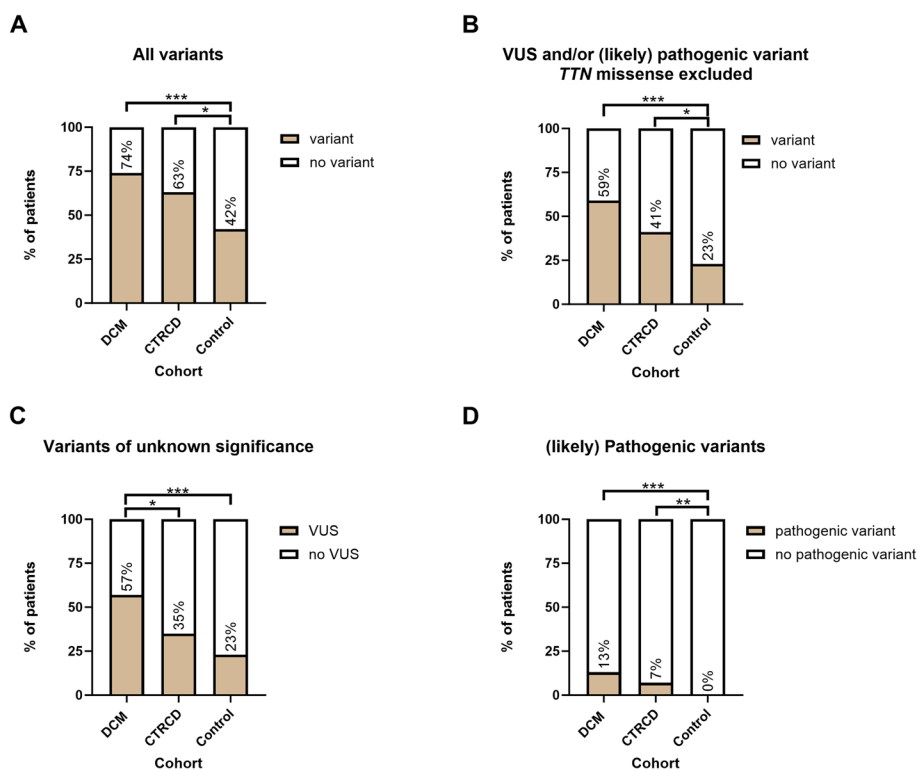 A
All variants
***
*
100
75
50
25
0
% of patients
74%
63%
42%
DCM
CTRCD
Control
Cohort
variant
no variant
B
VUS and/or (likely) pathogenic variant
TTN missense excluded
***
*
100
75
50
25
0
% of patients
59%
41%
23%
DCM
CTRCD
Control
Cohort
variant
no variant
C
Variants of unknown significance
***
*
100
75
50
25
0
% of patients
57%
35%
23%
DCM
CTRCD
Control
Cohort
VUS
no VUS
D
(likely) Pathogenic variants
***
**
100
75
50
25
0
% of patients
13%
7%
0%
DCM
CTRCD
Control
Cohort
pathogenic variant
no pathogenic variant